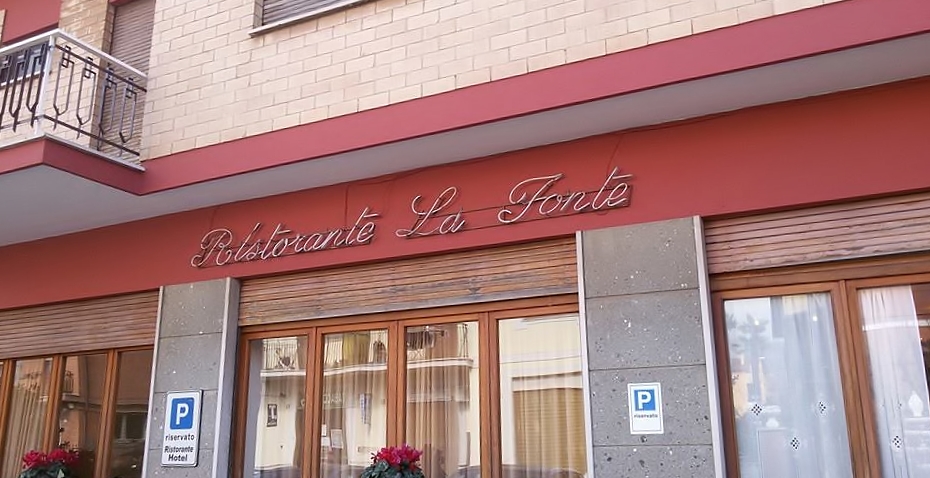 Ristorante La Fonte
P
riservato
Ristorante
Hotel
P
riservato